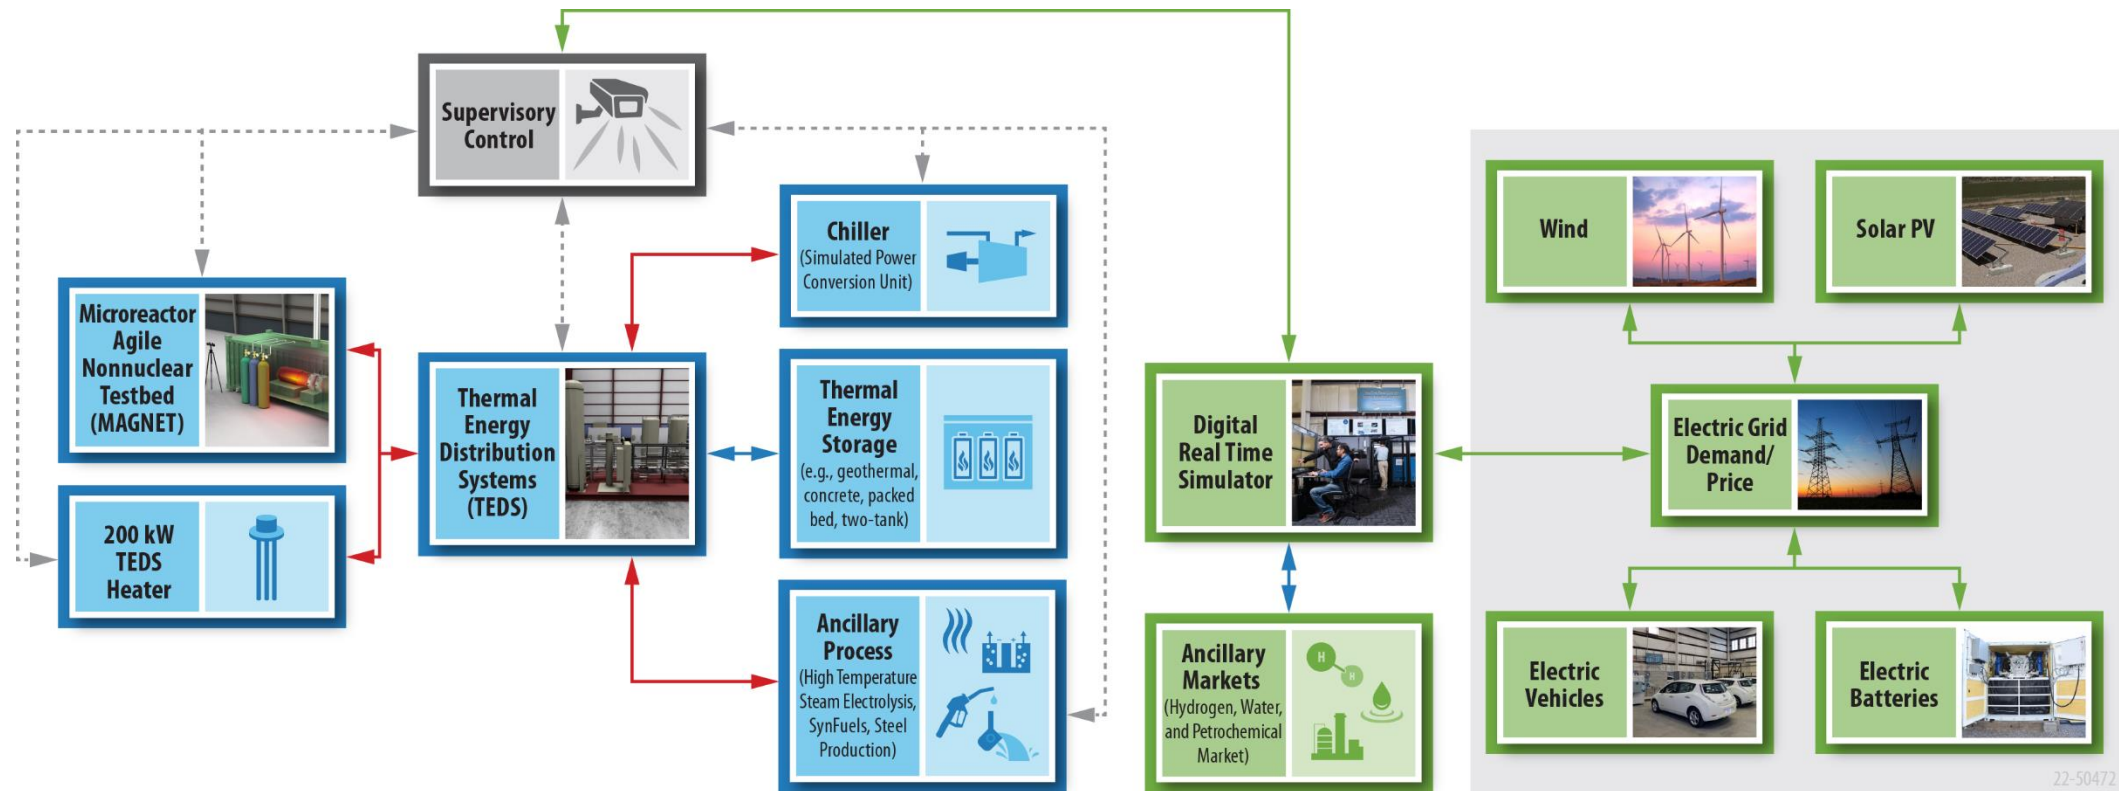 Supervisory
Control
Chiller
(Simulated Power
Conversion Unit)
Microreactor
Agile
Nonnuclear
Testbed
(MAGNET)
200 kW
TEDS
Heater
Thermal
Energy
Distribution
Systems
(TEDS)
Thermal
Energy
Storage
(e.g., geothermal,
concrete, packed
bed, two-tank)
Ancillary
Process
(High Temperature
Steam Electrolysis,
SynFuels, Steel
Production)
Digital
Real Time
Simulator
Ancillary
Markets
(Hydrogen, Water,
and Petrochemical
Market)
H
H
Wind
Solar PV
Electric Grid
Demand/
Price
Electric
Vehicles
Electric
Batteries
22-50472